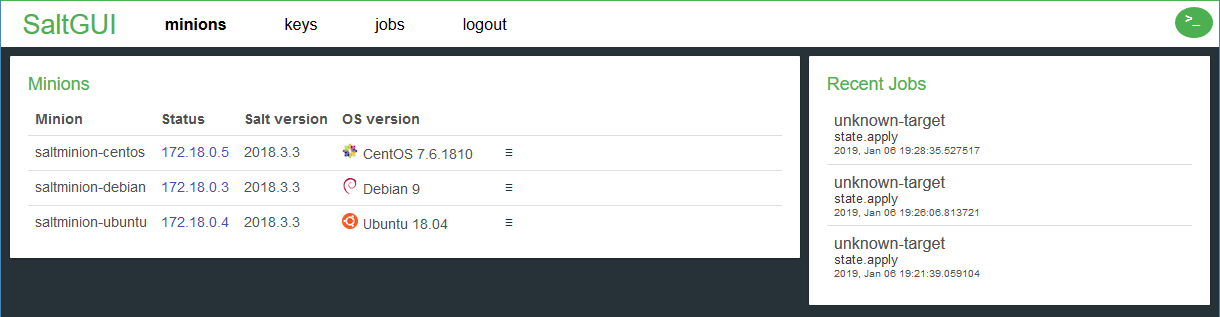 SaltGUI minions keys jobs logout >_
Minions
Minion Status Salt version OS version
saltminion-centos 172.18.0.5 2018.3.3 CentOS 7.6.1810 ≡
saltminion-debian 172.18.0.3 2018.3.3 Debian 9 ≡
saltminion-ubuntu 172.18.0.4 2018.3.3 Ubuntu 18.04 ≡
Recent Jobs
unknown-target
state.apply
2019, Jan 06 19:28:35.527517
unknown-target
state.apply
2019, Jan 06 19:26:06.813721
unknown-target
state.apply
2019, Jan 06 19:21:39.059104